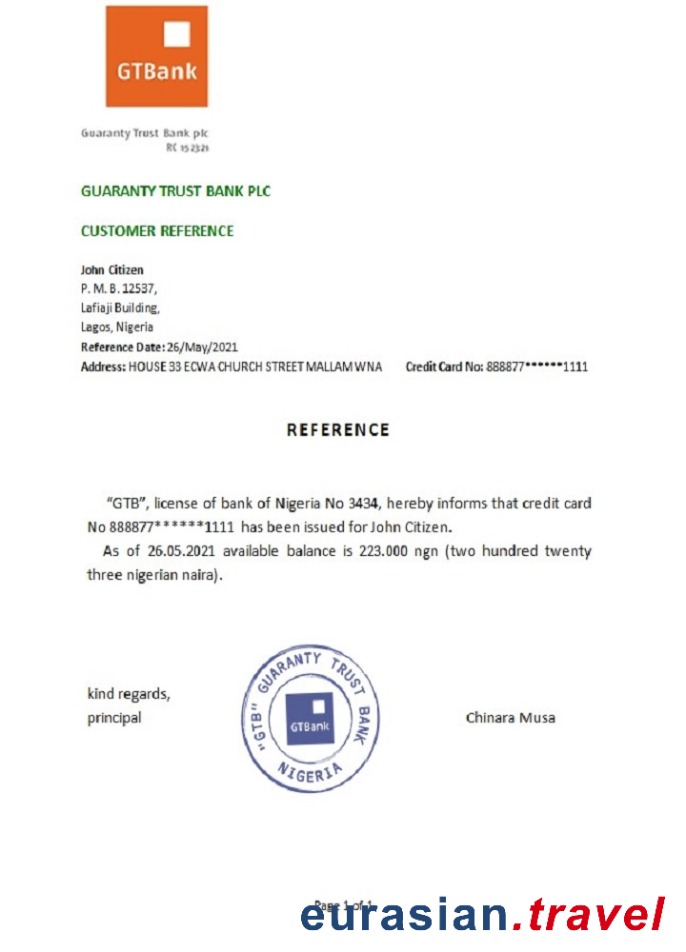 GTBank
Guaranty Trust Bank plc
RC 152321
GUARANTY TRUST BANK PLC
CUSTOMER REFERENCE
John Citizen
P. M. B. 12537,
Lafiaji Building,
Lagos, Nigeria
Reference Date: 26/May/2021
Address: HOUSE 33 ECWA CHURCH STREET MALLAM WNA Credit Card No: 888877******1111
REFERENCE
“GTB”, license of bank of Nigeria No 3434, hereby informs that credit card
No 888877******1111 has been issued for John Citizen.
As of 26.05.2021 available balance is 223.000 ngn (two hundred twenty
three nigerian naira).
kind regards,
principal
"GTB" GUARANTY TRUST BANK
GTBank
NIGERIA
Chinara Musa
Page 1 of 1
eurasian.travel